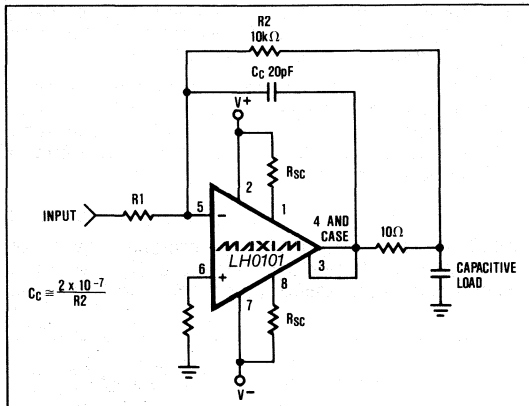 R2
10kΩ
CC 20pF
V+
RSC
2
1
R1
4 AND
CASE
10Ω
INPUT
5
−
MAXIM
LH0101
3
6
+
8
7
CAPACITIVE
LOAD
CC ≅ 2 x 10 -7
R2
RSC
V−